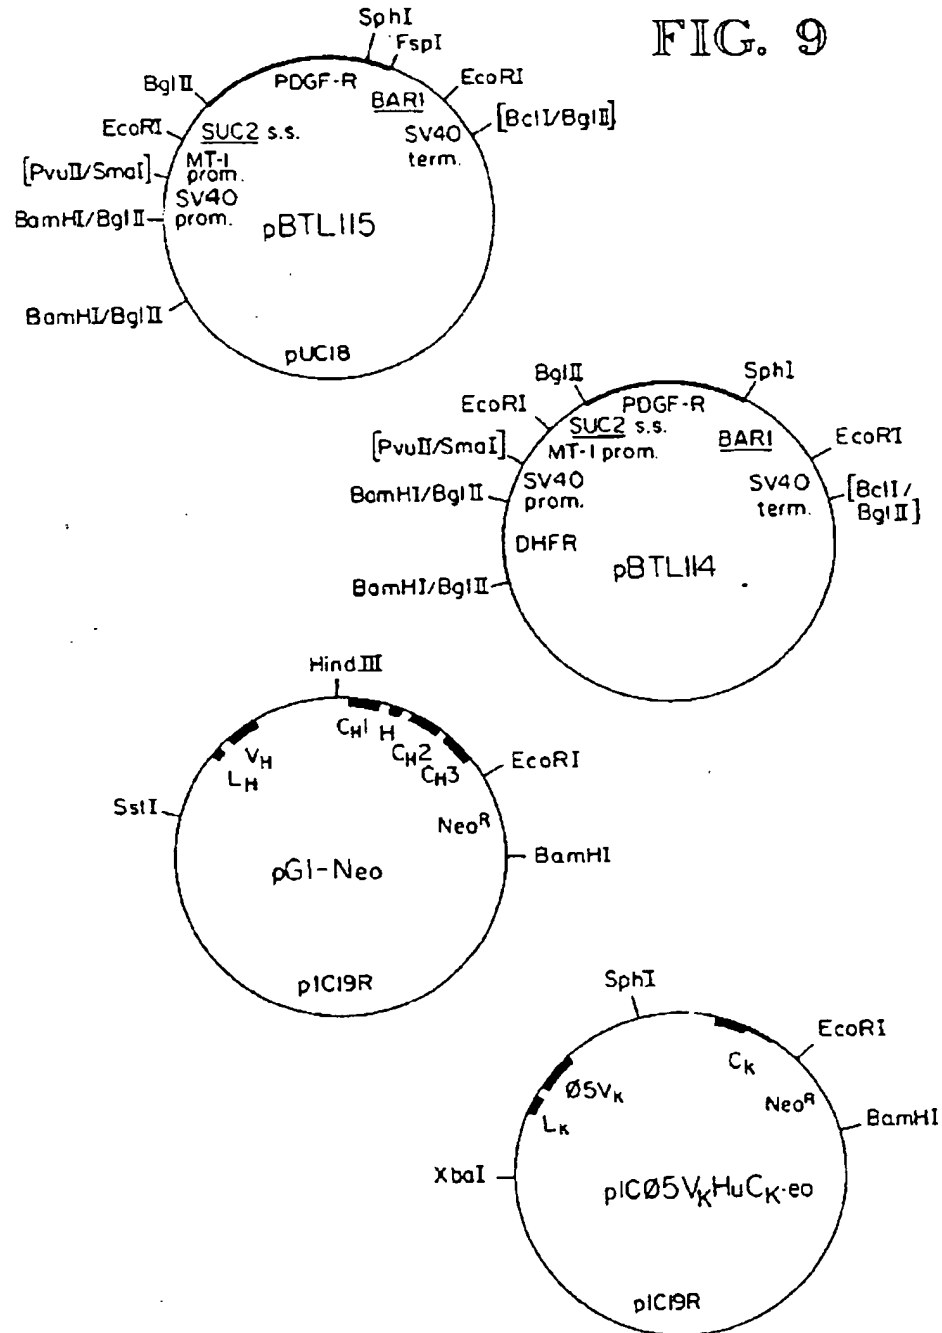 FIG. 9
SphI
FspI
BglII
PDGF-R
EcoRI
BAR1
[BclI/BglII]
EcoRI
SUC2 s.s.
SV40
term.
[PvuII/SmaI]
MT-1
prom.
SV40
prom.
BamHI/BglII
pBTL115
BamHI/BglII
pUC18
BglII
SphI
EcoRI
PDGF-R
SUC2 s.s.
BAR1
EcoRI
[PvuII/SmaI]
MT-1 prom.
SV40
prom.
SV40
term.
[BclI/
BglII]
BamHI/BglII
DHFR
pBTL114
BamHI/BglII
HindIII
CH1
H
CH2
CH3
VH
LH
EcoRI
SstI
NeoR
BamHI
pG1-Neo
pIC19R
SphI
EcoRI
CK
Ø5VK
NeoR
LK
BamHI
XbaI
pICØ5VKHuCK-eo
pIC19R